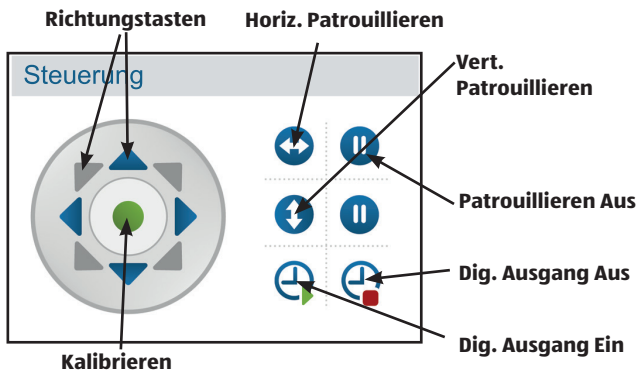 Richtungstasten
Horiz. Patrouillieren
Steuerung
Vert.
Patrouillieren
Patrouillieren Aus
Dig. Ausgang Aus
Dig. Ausgang Ein
Kalibrieren